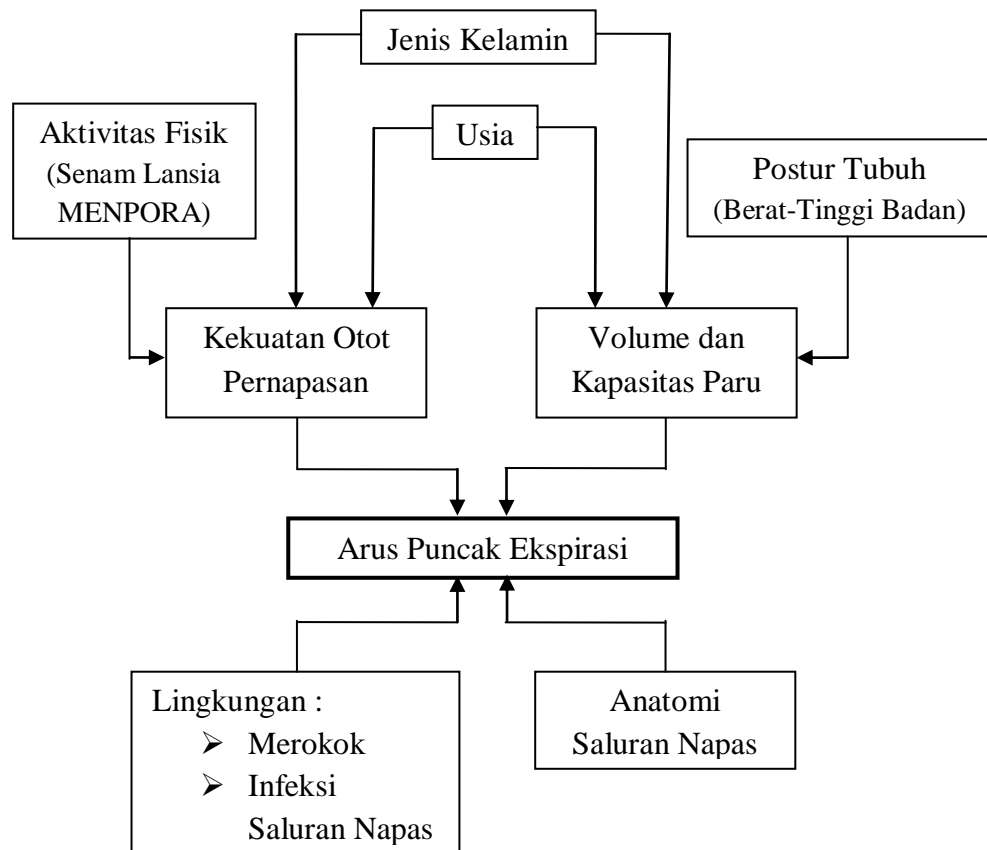 Jenis Kelamin
Usia
Aktivitas Fisik
(Senam Lansia
MENPORA)
Postur Tubuh
(Berat-Tinggi Badan)
Kekuatan Otot
Pernapasan
Volume dan
Kapasitas Paru
Arus Puncak Ekspirasi
Lingkungan :
➢ Merokok
➢ Infeksi
Saluran Napas
Anatomi
Saluran Napas